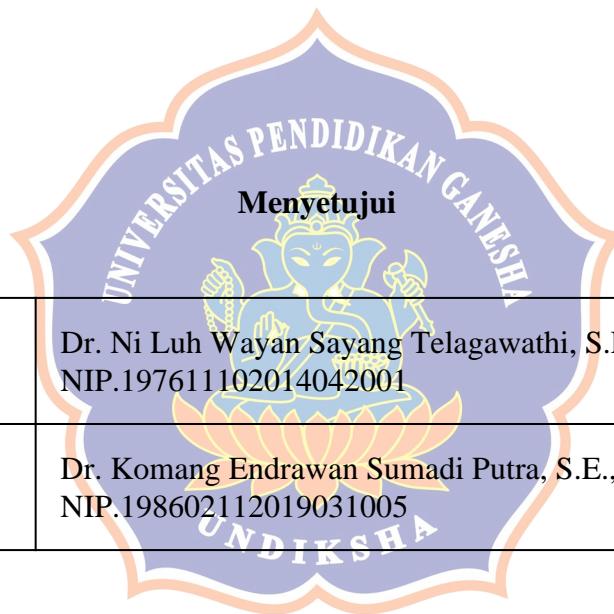 UNIVERSITAS PENDIDIKAN GANESHA
Menyetujui
Dr. Ni Luh Wayan Sayang Telagawathi, S.
NIP.197611102014042001
Dr. Komang Endrawan Sumadi Putra, S.E.,
NIP.198602112019031005
UNDIKSHA